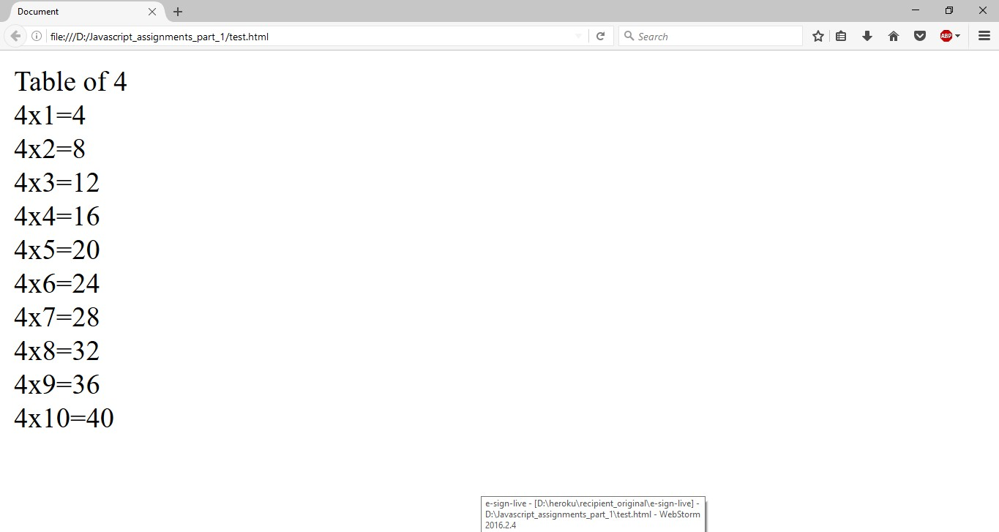 Document
file:///D:/Javascript_assignments_part_1/test.html
Search
ABP
Table of 4
4x1=4
4x2=8
4x3=12
4x4=16
4x5=20
4x6=24
4x7=28
4x8=32
4x9=36
4x10=40
e-sign-live - [D:\heroku\recipient_original\e-sign-live] -
D:\Javascript_assignments_part_1\test.html - WebStorm
2016.2.4